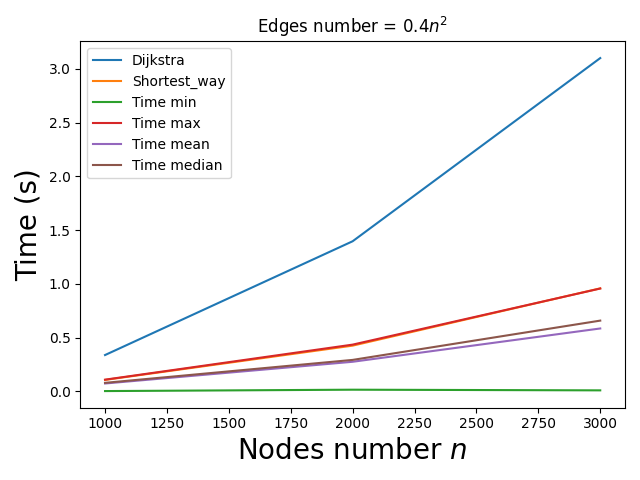 Edges number = 0.4n²
Dijkstra
Shortest_way
Time min
Time max
Time mean
Time median
Time (s)
3.0
2.5
2.0
1.5
1.0
0.5
0.0
1000 1250 1500 1750 2000 2250 2500 2750 3000
Nodes number n